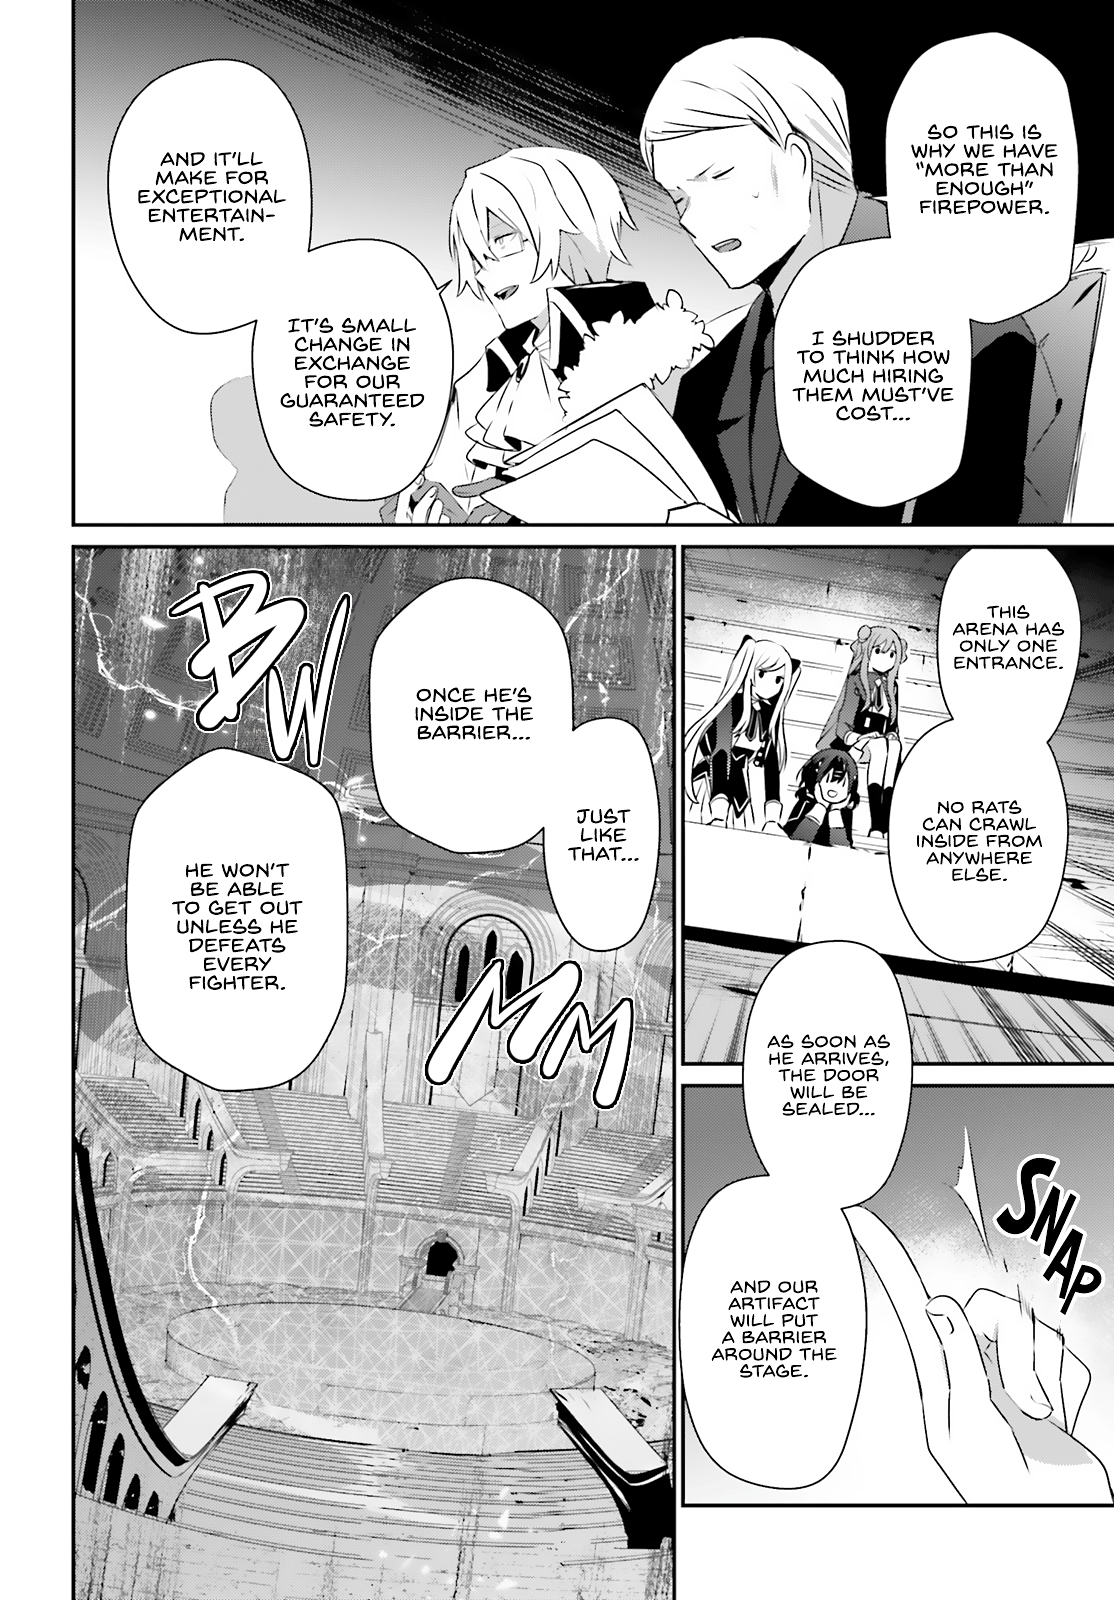 SO THIS IS
WHY WE HAVE
"MORE THAN
ENOUGH"
FIREPOWER.
I SHUDDER
TO THINK HOW
MUCH HIRING
THEM MUST'VE
COST...
AND IT'LL
MAKE FOR
EXCEPTIONAL
ENTERTAIN-
MENT.
IT'S SMALL
CHANGE IN
EXCHANGE
FOR OUR
GUARANTEED
SAFETY.
THIS
ARENA HAS
ONLY ONE
ENTRANCE.
NO RATS
CAN CRAWL
INSIDE FROM
ANYWHERE
ELSE.
AS SOON AS
HE ARRIVES,
THE DOOR
WILL BE
SEALED...
AND OUR
ARTIFACT
WILL PUT
A BARRIER
AROUND THE
STAGE.
SNAP
JUST
LIKE
THAT...
ONCE HE'S
INSIDE THE
BARRIER...
HE WON'T
BE ABLE
TO GET OUT
UNLESS HE
DEFEATS
EVERY
FIGHTER.
BW
MM